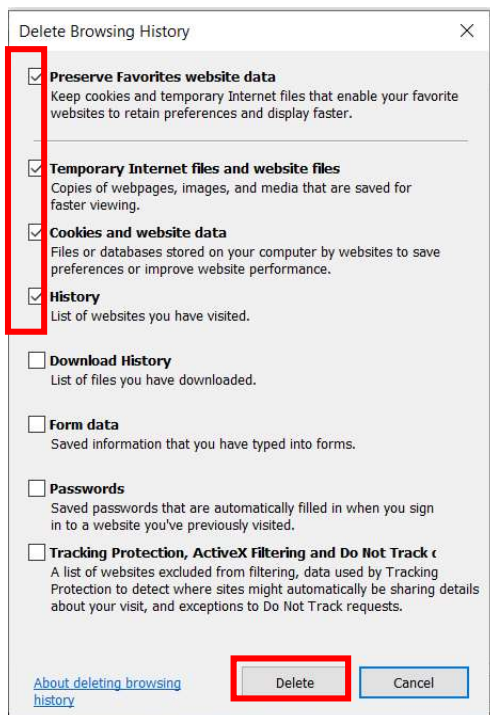 Delete Browsing History
Preserve Favorites website data
Keep cookies and temporary Internet files that enable your favorite
websites to retain preferences and display faster.
Temporary Internet files and website files
Copies of webpages, images, and media that are saved for
faster viewing.
Cookies and website data
Files or databases stored on your computer by websites to save
preferences or improve website performance.
History
List of websites you have visited.
Download History
List of files you have downloaded.
Form data
Saved information that you have typed into forms.
Passwords
Saved passwords that are automatically filled in when you sign
in to a website you've previously visited.
Tracking Protection, ActiveX Filtering and Do Not Track
A list of websites excluded from filtering, data used by Tracking
Protection to detect where sites might automatically be sharing details
about your visit, and exceptions to Do Not Track requests.
About deleting browsing
history
Delete
Cancel